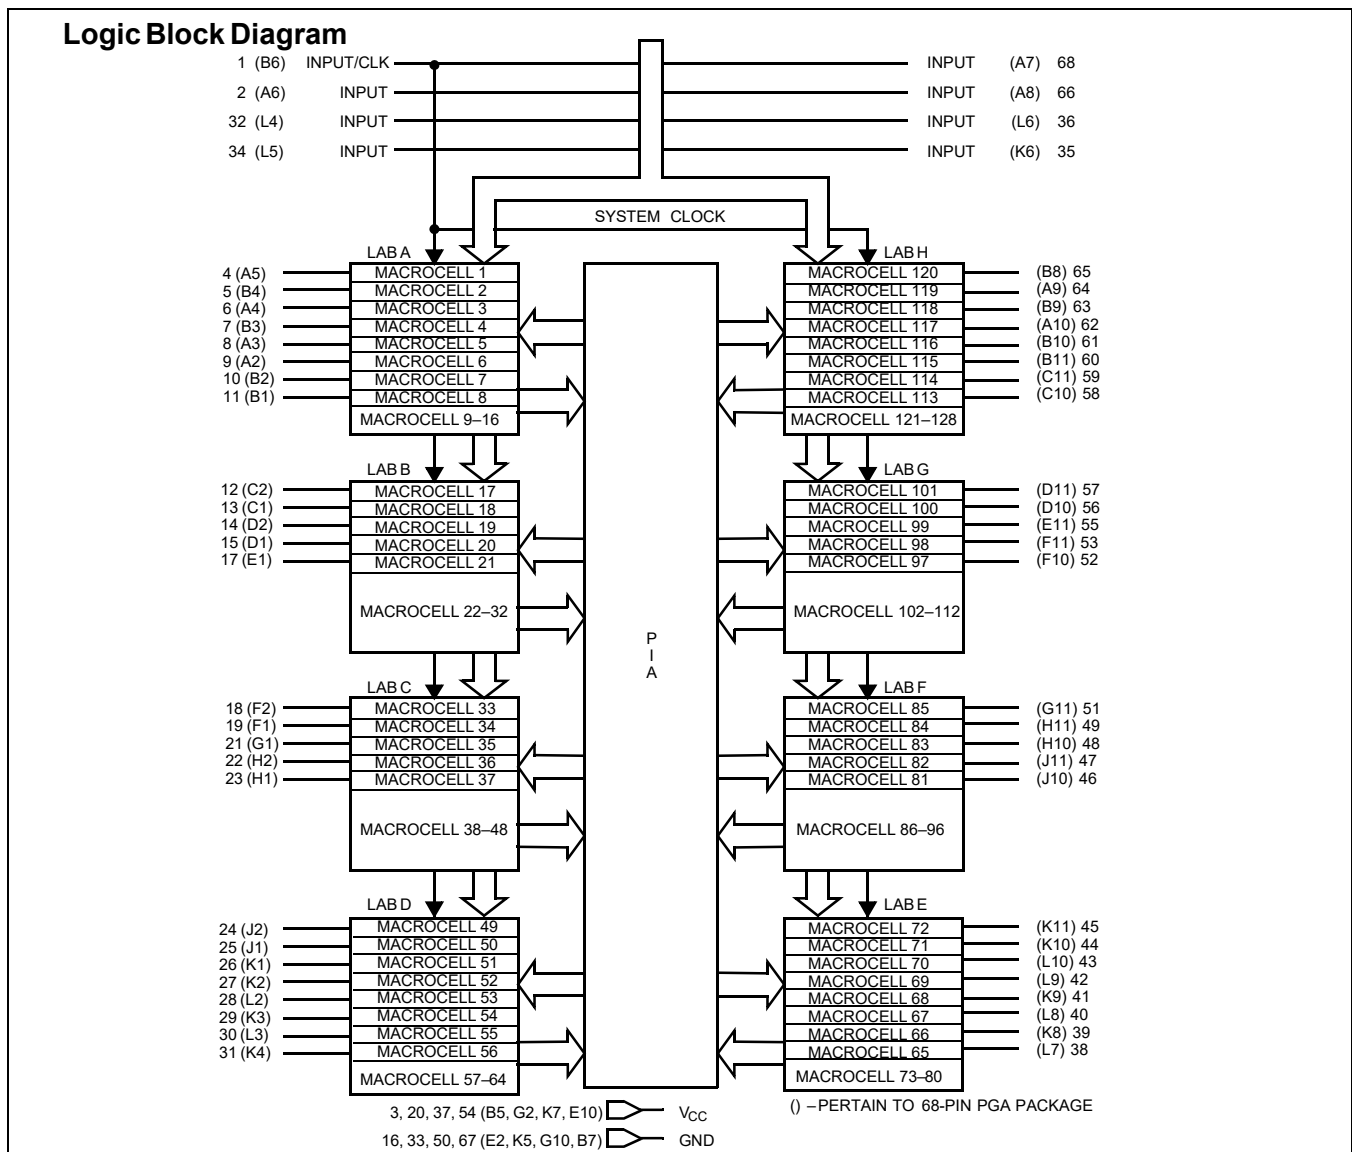 Logic Block Diagram
1 (B6) INPUT/CLK INPUT (A7) 68
2 (A6) INPUT INPUT (A8) 66
32 (L4) INPUT INPUT (L6) 36
34 (L5) INPUT INPUT (K6) 35
SYSTEM CLOCK
LAB A LAB H
4 (A5) MACROCELL 1 MACROCELL 120 (B8) 65
5 (B4) MACROCELL 2 MACROCELL 119 (A9) 64
6 (A4) MACROCELL 3 MACROCELL 118 (B9) 63
7 (B3) MACROCELL 4 MACROCELL 117 (A10) 62
8 (A3) MACROCELL 5 MACROCELL 116 (B10) 61
9 (A2) MACROCELL 6 MACROCELL 115 (B11) 60
10 (B2) MACROCELL 7 MACROCELL 114 (C11) 59
11 (B1) MACROCELL 8 MACROCELL 113 (C10) 58
MACROCELL 9–16 MACROCELL 121–128
LAB B LAB G
12 (C2) MACROCELL 17 MACROCELL 101 (D11) 57
13 (C1) MACROCELL 18 MACROCELL 100 (D10) 56
14 (D2) MACROCELL 19 MACROCELL 99 (E11) 55
15 (D1) MACROCELL 20 MACROCELL 98 (F11) 53
17 (E1) MACROCELL 21 MACROCELL 97 (F10) 52
MACROCELL 22–32 MACROCELL 102–112
P
I
A
LAB C LAB F
18 (F2) MACROCELL 33 MACROCELL 85 (G11) 51
19 (F1) MACROCELL 34 MACROCELL 84 (H11) 49
21 (G1) MACROCELL 35 MACROCELL 83 (H10) 48
22 (H2) MACROCELL 36 MACROCELL 82 (J11) 47
23 (H1) MACROCELL 37 MACROCELL 81 (J10) 46
MACROCELL 38–48 MACROCELL 86–96
LAB D LAB E
24 (J2) MACROCELL 49 MACROCELL 72 (K11) 45
25 (J1) MACROCELL 50 MACROCELL 71 (K10) 44
26 (K1) MACROCELL 51 MACROCELL 70 (L10) 43
27 (K2) MACROCELL 52 MACROCELL 69 (L9) 42
28 (L2) MACROCELL 53 MACROCELL 68 (K9) 41
29 (K3) MACROCELL 54 MACROCELL 67 (L8) 40
30 (L3) MACROCELL 55 MACROCELL 66 (K8) 39
31 (K4) MACROCELL 56 MACROCELL 65 (L7) 38
MACROCELL 57–64 MACROCELL 73–80
3, 20, 37, 54 (B5, G2, K7, E10) VCC () – PERTAIN TO 68-PIN PGA PACKAGE
16, 33, 50, 67 (E2, K5, G10, B7) GND